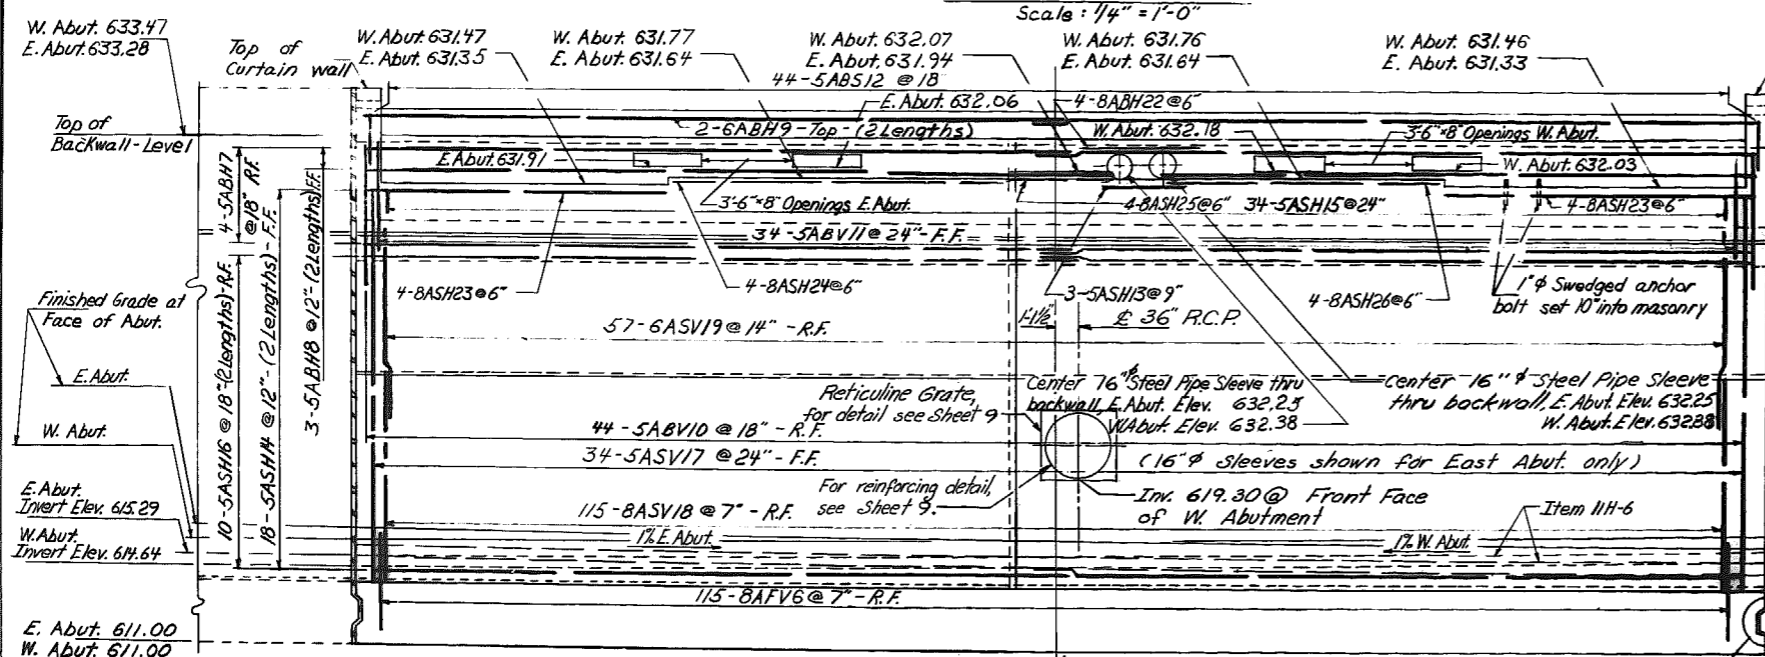 Scale: 1/4" = 1'-0"
W. Abut. 633.47
E. Abut. 633.28
Top of
Curtain wall
W. Abut. 631.47
E. Abut. 631.35
W. Abut. 631.77
E. Abut. 631.64
W. Abut. 632.07
E. Abut. 631.94
W. Abut. 631.76
E. Abut. 631.64
W. Abut. 631.46
E. Abut. 631.33
44-5ABS12 @ 18
E. Abut. 632.06
4-8ABH22@6"
Top of
Backwall-Level
2-6ABH9-Top-(2Lengths)
W. Abut. 632.18
3'-6"x8" Openings W. Abut.
E. Abut. 631.91
W. Abut. 632.03
4-5ABH7
@18" R.F.
3'-6"x8" Openings E. Abut.
4-8ASH25@6"
34-5ASH15@24"
4-8ASH23@6"
34-5ABV11@24"-F.F.
4-8ASH23@6"
4-8ASH24@6"
3-5ASH13@9"
4-8ASH26@6"
1"φ Swedged anchor
bolt set 10" into masonry
Finished Grade at
Face of Abut.
10-5ASH16 @ 18"(2Lengths)-R.F.
18-5ASH14 @ 12"-(2 Lengths)-F.F.
3-5ABH8 @ 12"(2Lengths)F.F.
57-6ASV19 @ 14" - R.F.
1'-1 1/2"
℄ 36" R.C.P.
E. Abut.
W. Abut.
Reticuline Grate,
for detail see Sheet 9
Center 16"φ Steel Pipe Sleeve thru
backwall, E. Abut. Elev. 632.25
W. Abut. Elev. 632.38
Center 16"φ Steel Pipe Sleeve
thru backwall, E. Abut. Elev. 632.25
W. Abut. Elev. 632.88
44-5ABV10 @ 18" - R.F.
34-5ASV17 @ 24" - F.F.
(16"φ Sleeves shown for East Abut. only)
For reinforcing detail,
see Sheet 9.
Inv. 619.30@ Front Face
of W. Abutment
E. Abut.
Invert Elev. 615.29
W. Abut.
Invert Elev. 614.64
115-8ASV18 @ 7" - R.F.
1% E. Abut.
1% W. Abut.
Item 11H-6
115-8AFV6 @ 7" - R.F.
E. Abut. 611.00
W. Abut. 611.00